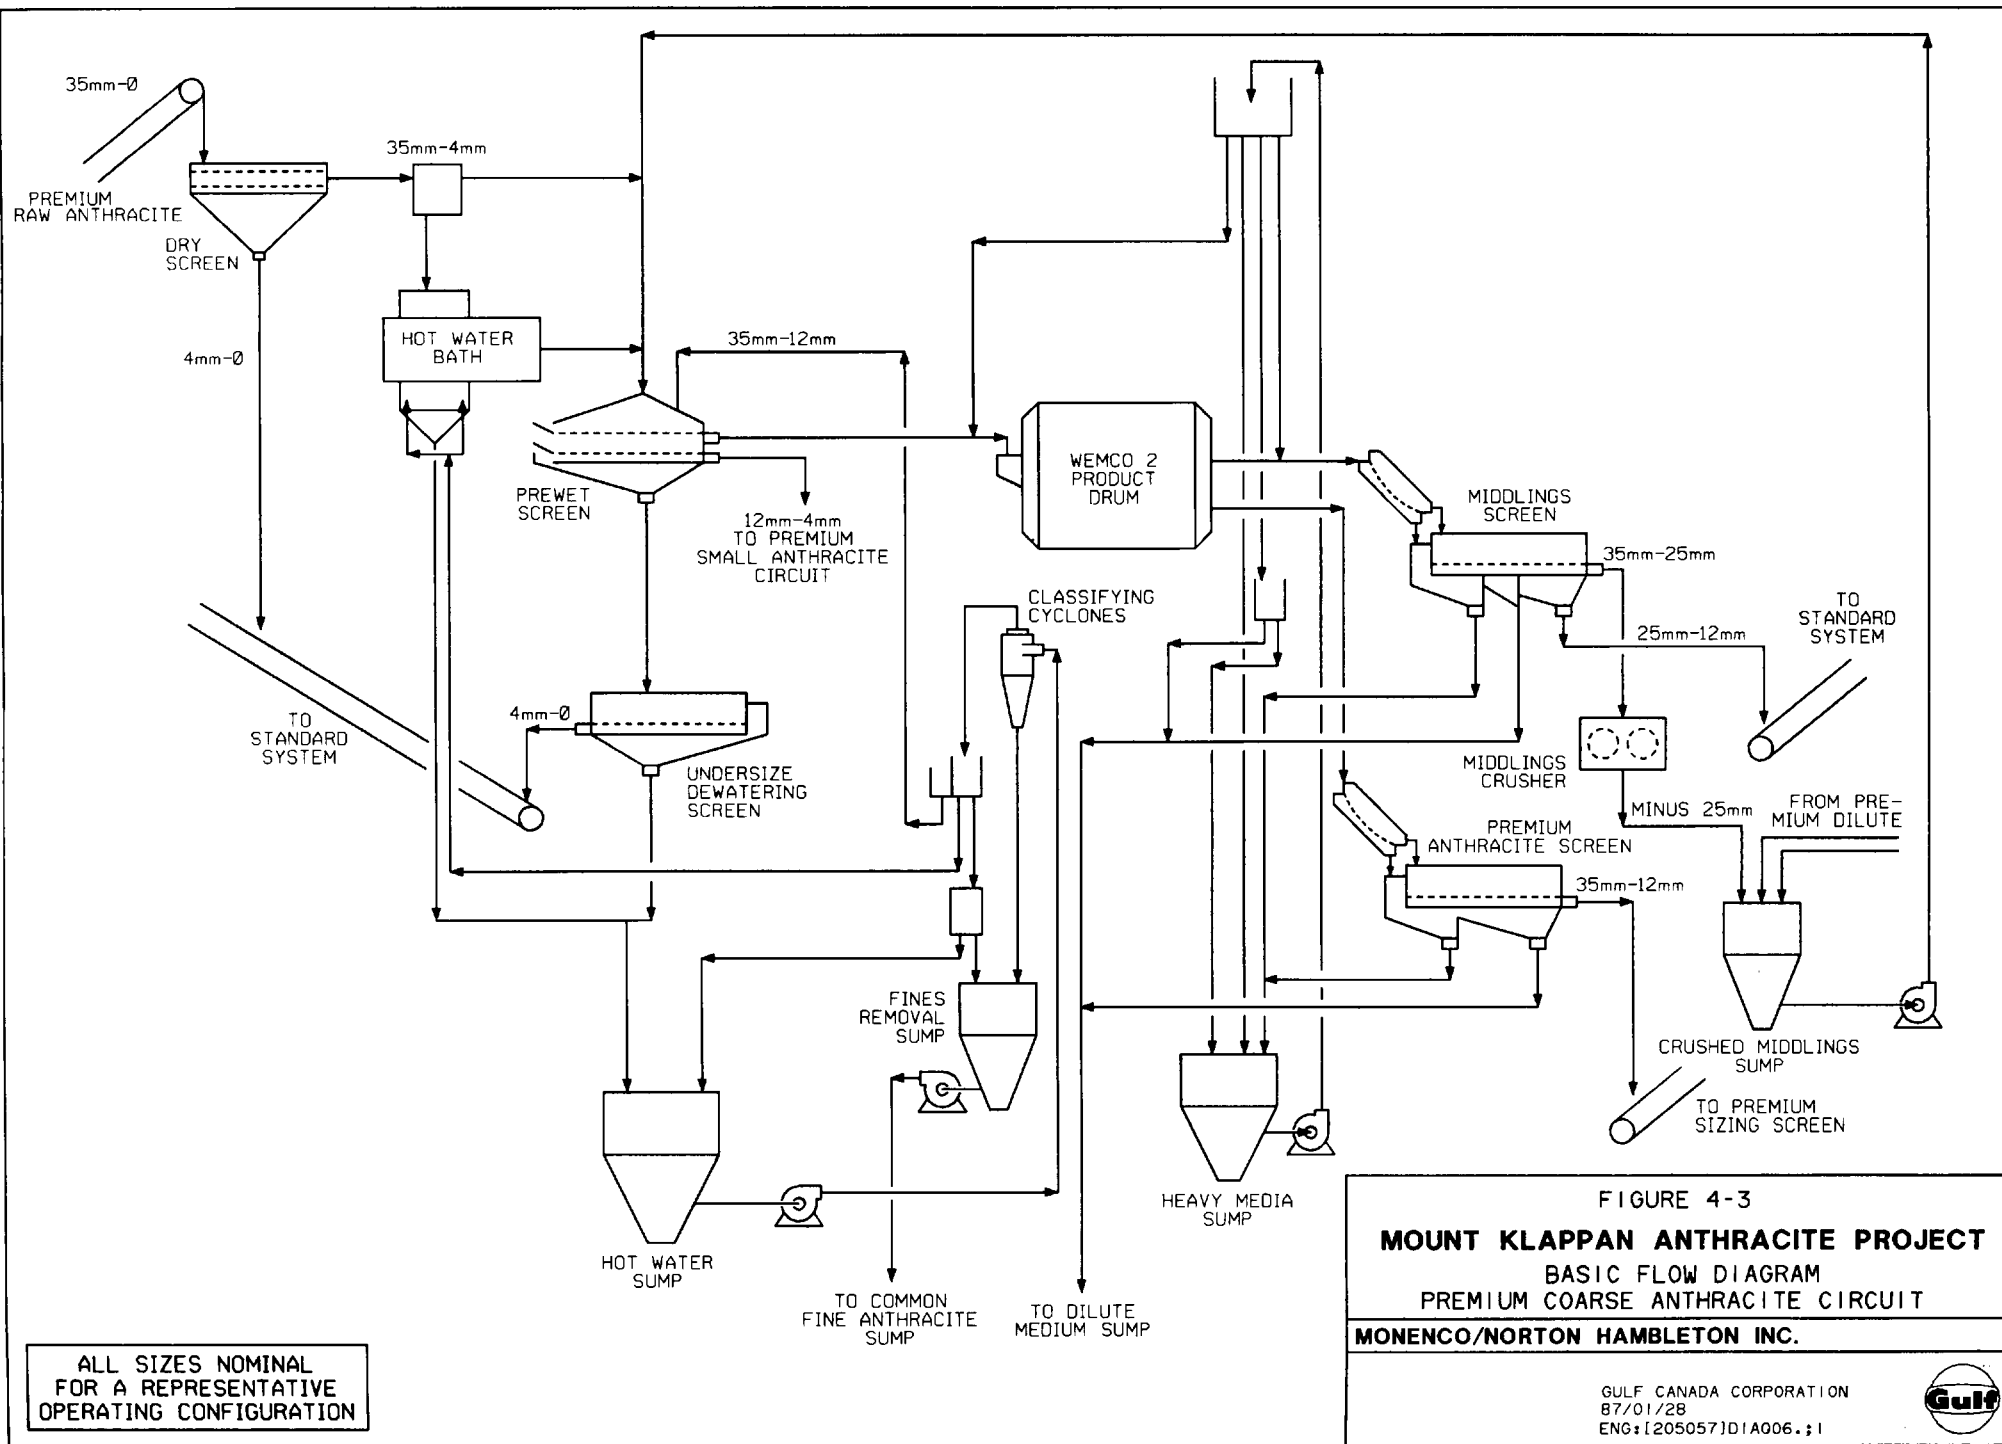 35mm-0
PREMIUM
RAW ANTHRACITE
DRY
SCREEN
35mm-4mm
4mm-0
HOT WATER
BATH
35mm-12mm
PREWET
SCREEN
12mm-4mm
TO PREMIUM
SMALL ANTHRACITE
CIRCUIT
WEMCO 2
PRODUCT
DRUM
MIDDLINGS
SCREEN
35mm-25mm
25mm-12mm
TO
STANDARD
SYSTEM
CLASSIFYING
CYCLONES
TO
STANDARD
SYSTEM
4mm-0
UNDERSIZE
DEWATERING
SCREEN
MIDDLINGS
CRUSHER
MINUS 25mm
FROM PRE-
MIUM DILUTE
PREMIUM
ANTHRACITE SCREEN
35mm-12mm
FINES
REMOVAL
SUMP
CRUSHED MIDDLINGS
SUMP
TO PREMIUM
SIZING SCREEN
HOT WATER
SUMP
HEAVY MEDIA
SUMP
TO COMMON
FINE ANTHRACITE
SUMP
TO DILUTE
MEDIUM SUMP
ALL SIZES NOMINAL
FOR A REPRESENTATIVE
OPERATING CONFIGURATION
FIGURE 4-3
MOUNT KLAPPAN ANTHRACITE PROJECT
BASIC FLOW DIAGRAM
PREMIUM COARSE ANTHRACITE CIRCUIT
MONENCO/NORTON HAMBLETON INC.
GULF CANADA CORPORATION
87/01/28
ENG:[205057]DIAG06.;1
Gulf